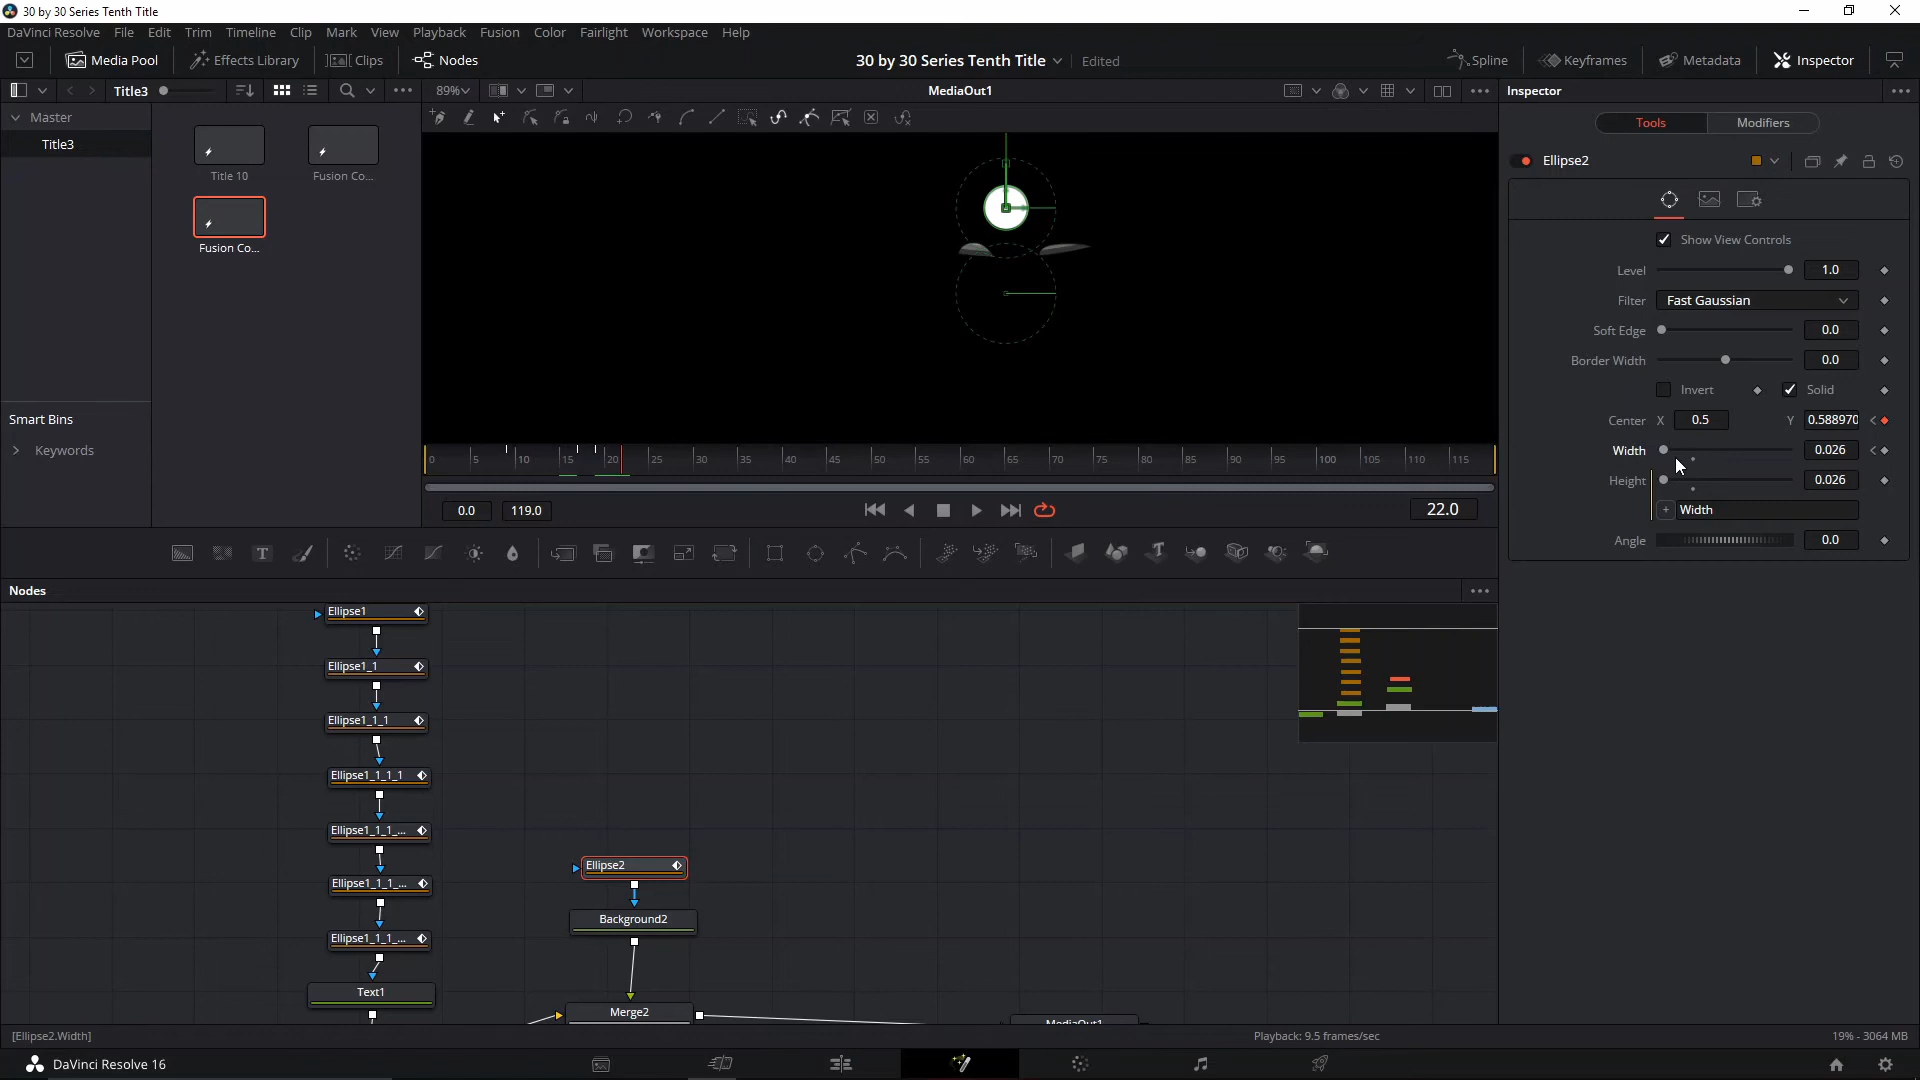 30 by 30 Series Tenth Title
DaVinci Resolve File Edit Trim Timeline Clip Mark View Playback Fusion Color Fairlight Workspace Help
Media Pool Effects Library Clips Nodes 30 by 30 Series Tenth Title Edited Spline Keyframes Metadata Inspector
Title3 89% MediaOut1 Inspector
Master
Title3
Title 10 Fusion Co...
Fusion Co...
Smart Bins
Keywords
Tools Modifiers
Ellipse2
Show View Controls
Level 1.0
Filter Fast Gaussian
Soft Edge 0.0
Border Width 0.0
Invert Solid
Center X 0.5 Y 0.588970
Width 0.026
Height 0.026
+ Width
Angle 0.0
0 5 10 15 20 25 30 35 40 45 50 55 60 65 70 75 80 85 90 95 100 105 110 115
0.0 119.0 22.0
Nodes
Ellipse1
Ellipse1_1
Ellipse1_1_1
Ellipse1_1_1_1
Ellipse1_1_1_...
Ellipse1_1_1_...
Ellipse1_1_1_...
Text1
Ellipse2
Background2
Merge2
MediaOut1
[Ellipse2.Width] Playback: 9.5 frames/sec 19% - 3064 MB
DaVinci Resolve 16